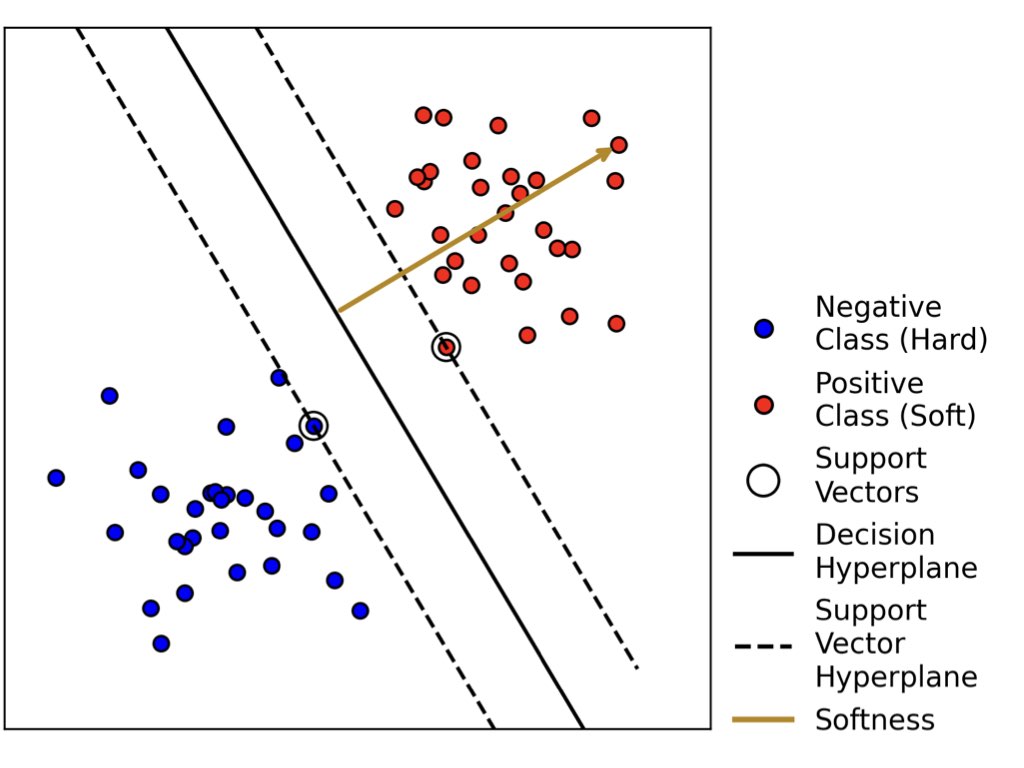 Negative
Class (Hard)
Positive
Class (Soft)
Support
Vectors
Decision
Hyperplane
Support
Vector
Hyperplane
Softness